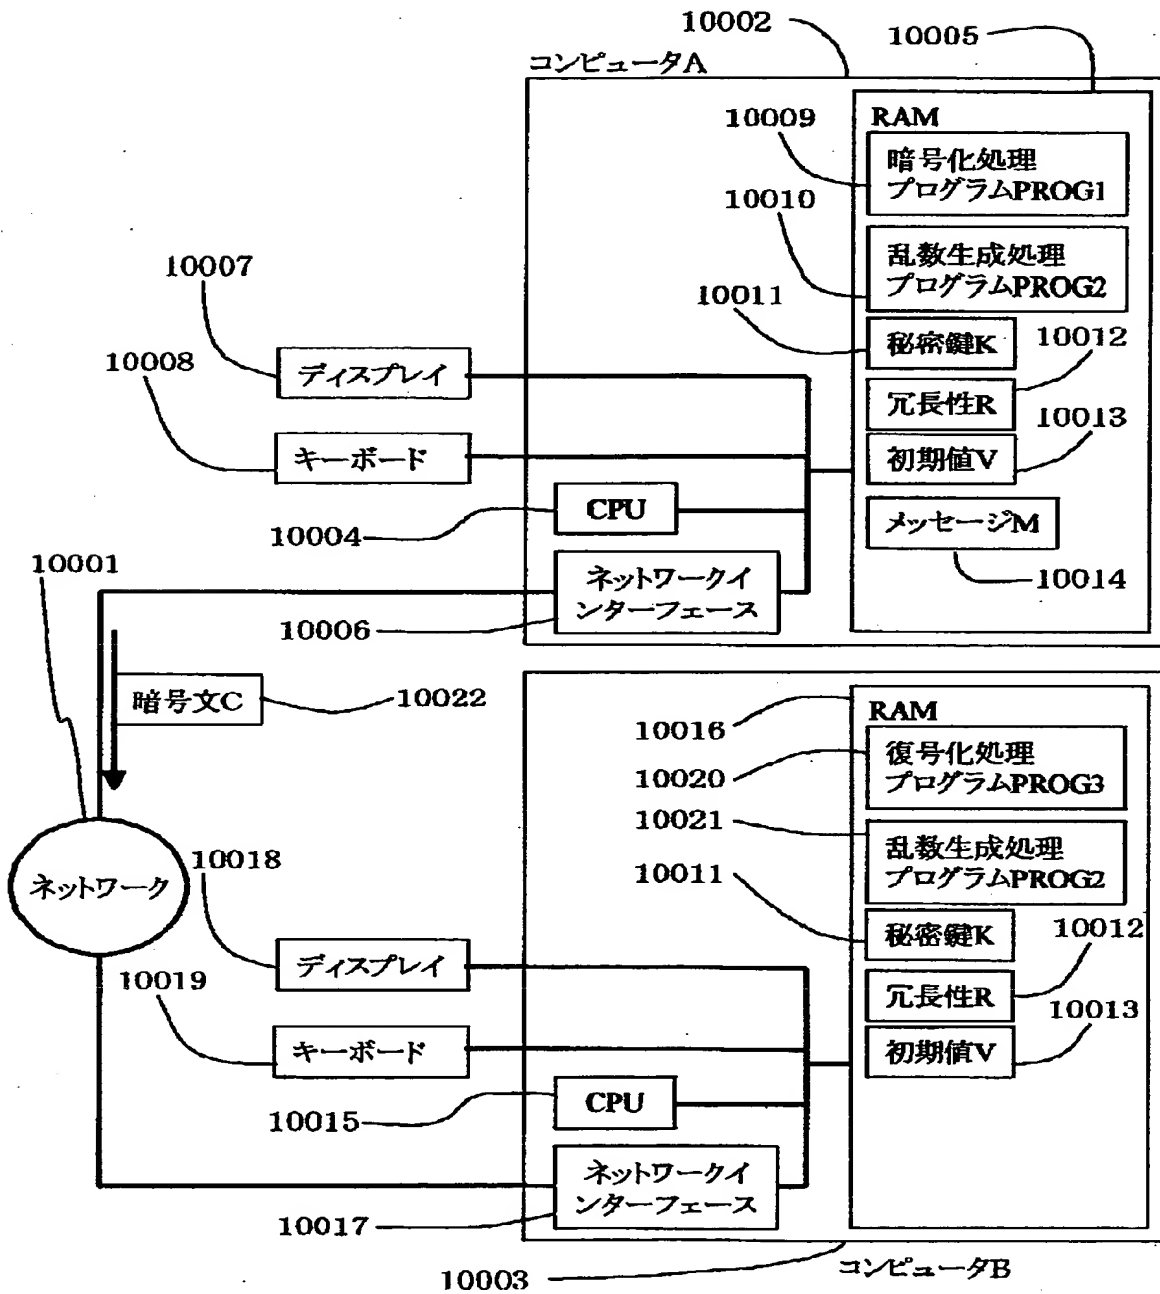 10002
10005
コンピュータA
RAM
10009
暗号化処理
プログラムPROG1
10010
乱数生成処理
プログラムPROG2
10007
10011
秘密鍵K
10012
10008
ディスプレイ
冗長性R
10013
キーボード
初期値V
CPU
メッセージM
10004
10001
ネットワークイ
ンターフェース
10014
10006
暗号文C
10022
10016
RAM
復号化処理
プログラムPROG3
10020
10021
乱数生成処理
プログラムPROG2
10018
10011
ネットワーク
秘密鍵K
10012
ディスプレイ
10019
冗長性R
10013
キーボード
初期値V
CPU
10015
ネットワークイ
ンターフェース
10017
10003
コンピュータB